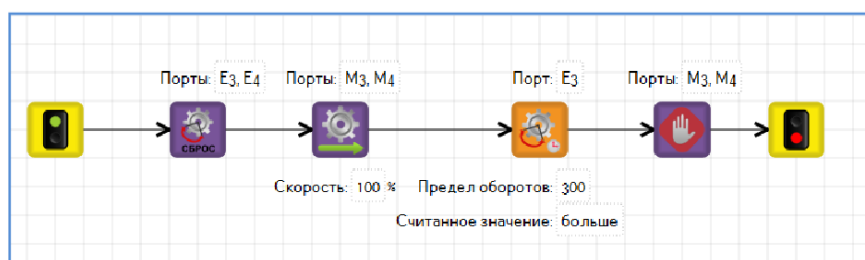 Порты: E3, E4 Порты: M3, M4 Порт: E3 Порты: M3, M4
СБРОС
Скорость: 100 % Предел оборотов: 300
Считанное значение: больше